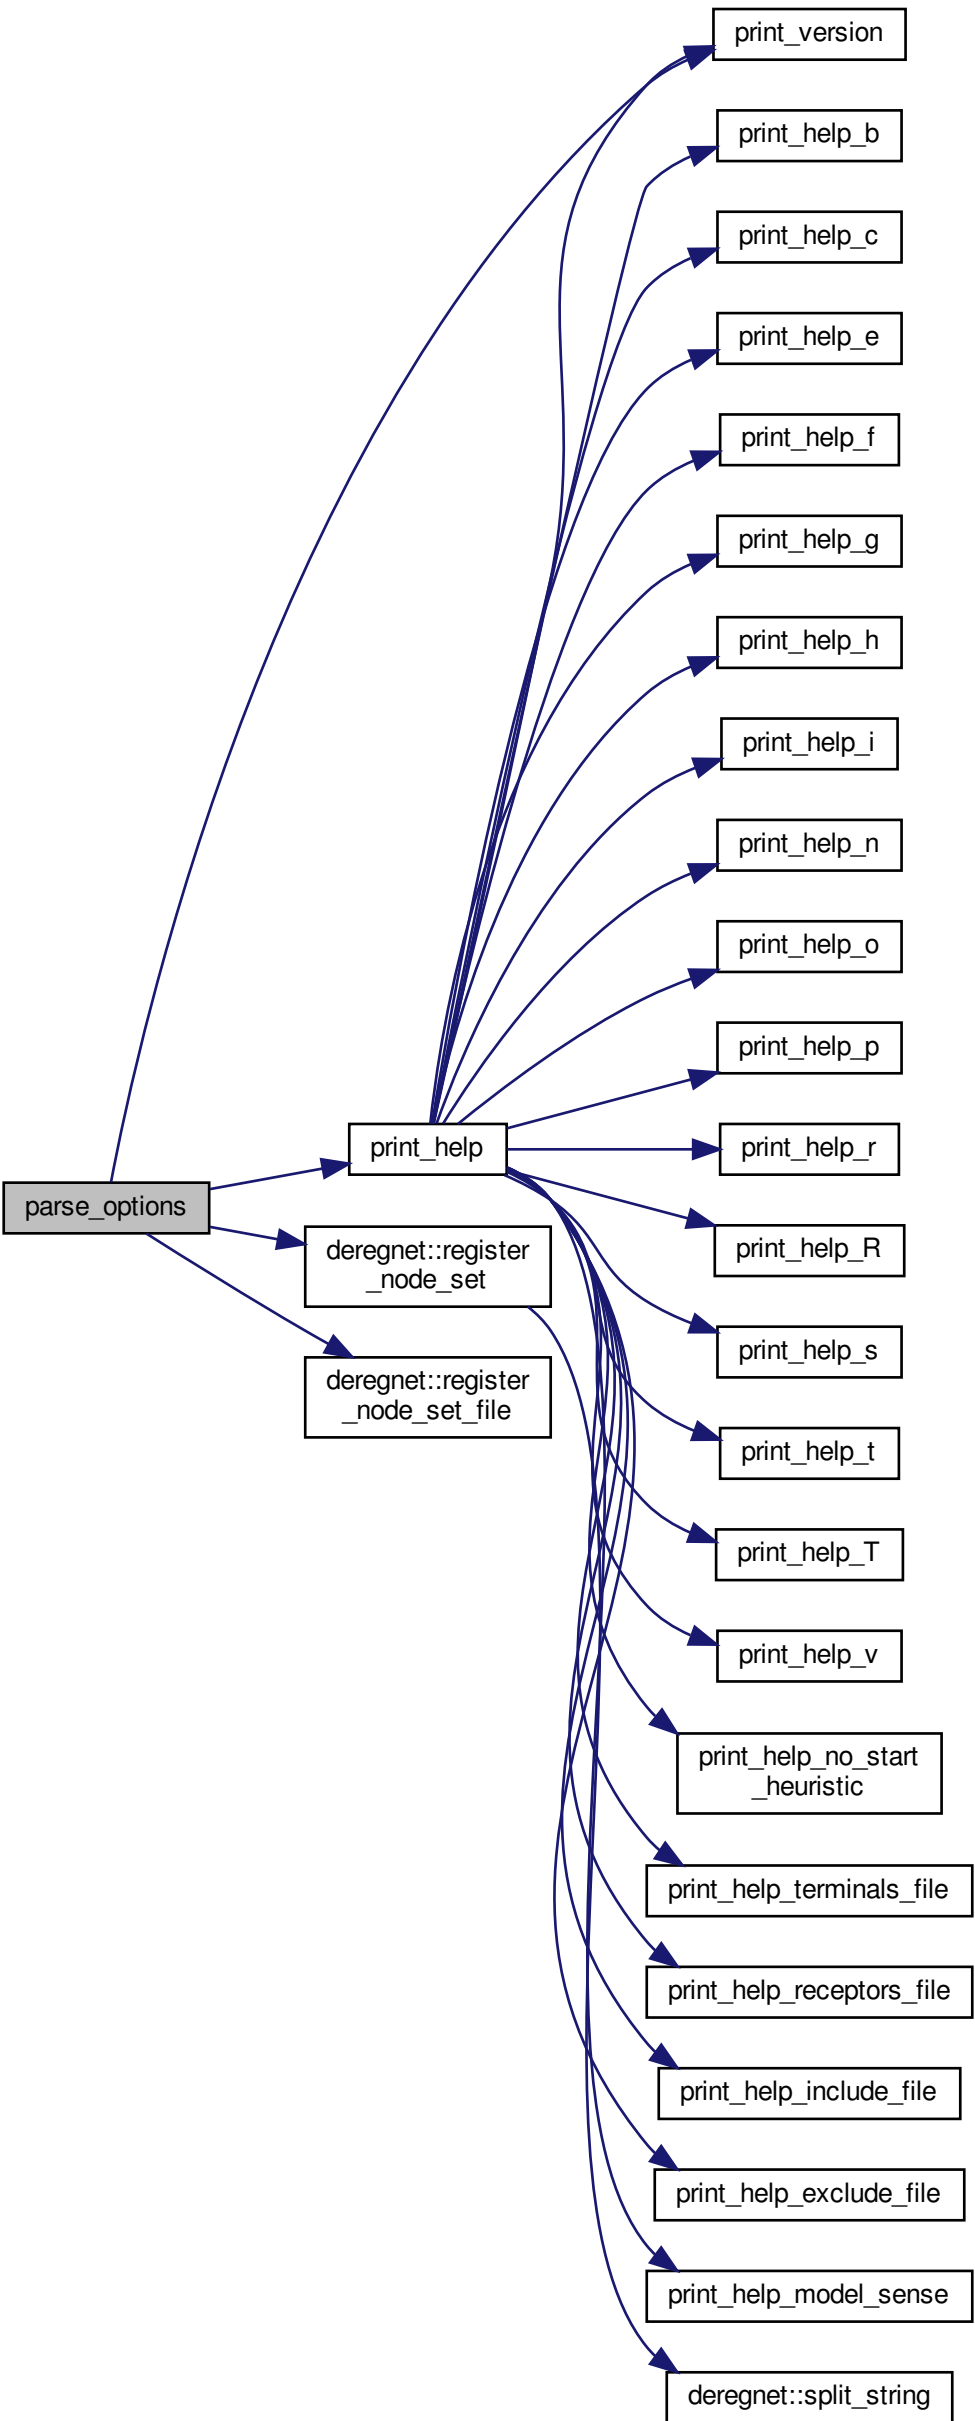 print_version
print_help_b
print_help_c
print_help_e
print_help_f
print_help_g
print_help_h
print_help_i
print_help_n
print_help_o
print_help_p
print_help
print_help_r
parse_options
deregnet::register
_node_set
print_help_R
print_help_s
deregnet::register
_node_set_file
print_help_t
print_help_T
print_help_v
print_help_no_start
_heuristic
print_help_terminals_file
print_help_receptors_file
print_help_include_file
print_help_exclude_file
print_help_model_sense
deregnet::split_string